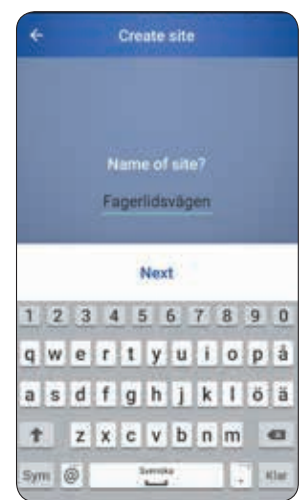 Create site
Name of site?
Fagerlidsvägen
Next
1 2 3 4 5 6 7 8 9 0
q w e r t y u i o p å
a s d f g h j k l ö ä
z x c v b n m
Sym @ Svenska . Klar